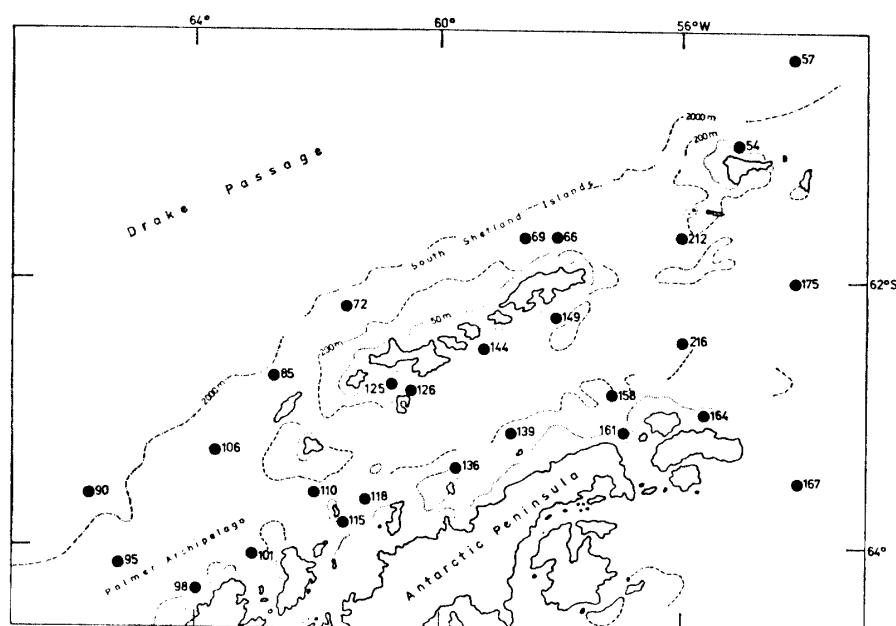 64°
60°
56°W
57
2000 m
200 m
54
Drake Passage
South Shetland Islands
69
66
212
62°S
175
72
50 m
149
200 m
144
216
85
125
126
2000 m
158
164
139
161
106
136
90
110
118
167
115
Antarctic Peninsula
Palmer Archipelago
101
95
98
64°